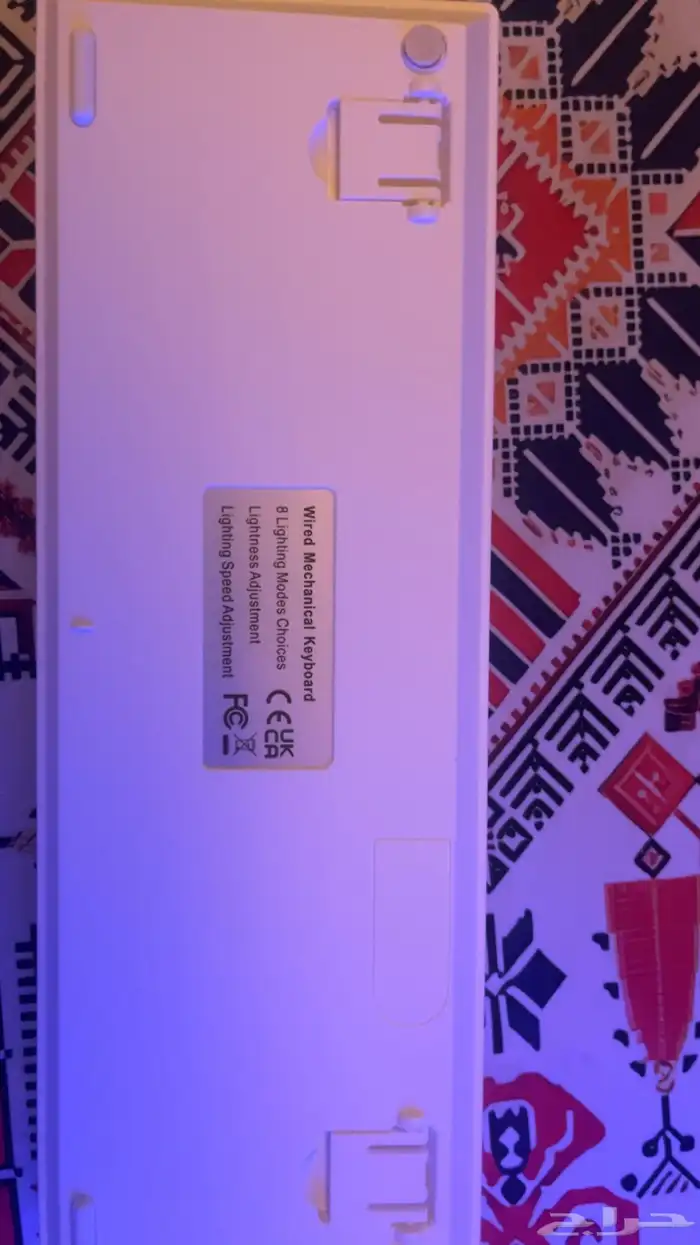 Wired Mechanical Keyboard
8 Lighting Modes Choices
Lightness Adjustment
Lighting Speed Adjustment
CE UK
CA
FC
حراج